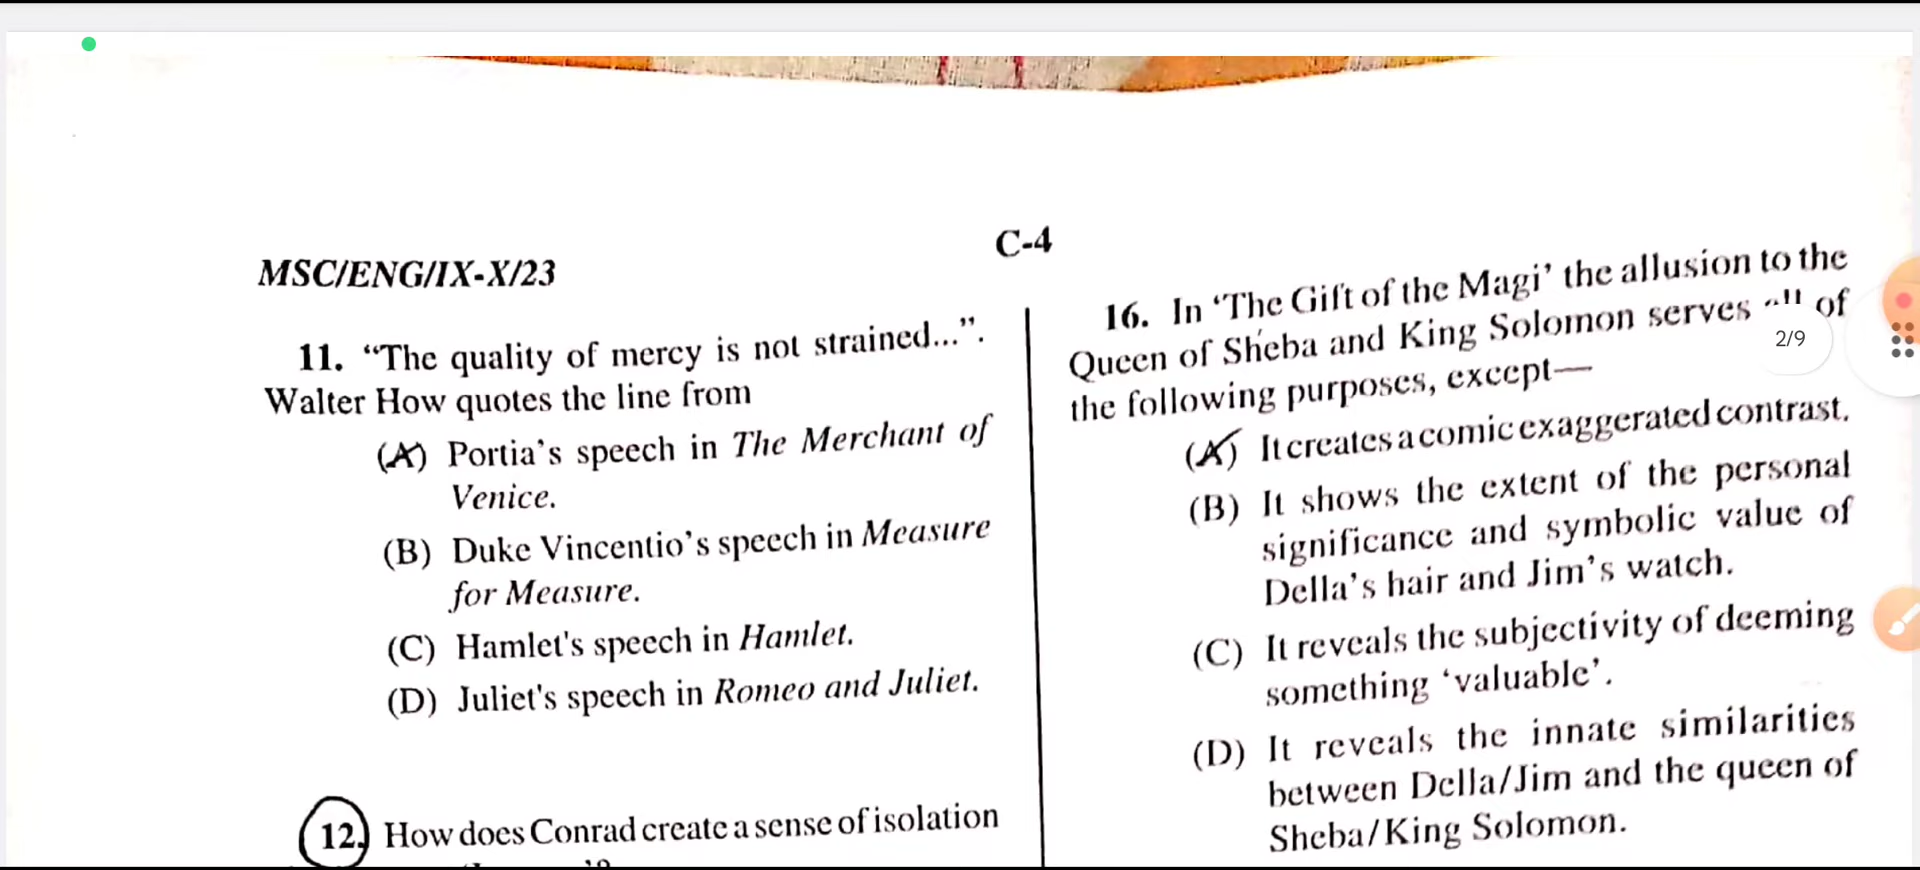 C-4
MSC/ENG/IX-X/23
11. “The quality of mercy is not strained...”.
Walter How quotes the line from
(A) Portia’s speech in The Merchant of
Venice.
(B) Duke Vincentio’s speech in Measure
for Measure.
(C) Hamlet's speech in Hamlet.
(D) Juliet's speech in Romeo and Juliet.
12. How does Conrad create a sense of isolation
16. In ‘The Gift of the Magi’ the allusion to the
Queen of Sheba and King Solomon serves all of
2/9
the following purposes, except—
(A) It creates a comic exaggerated contrast.
(B) It shows the extent of the personal
significance and symbolic value of
Della’s hair and Jim’s watch.
(C) It reveals the subjectivity of deeming
something ‘valuable’.
(D) It reveals the innate similarities
between Della/Jim and the queen of
Sheba/King Solomon.